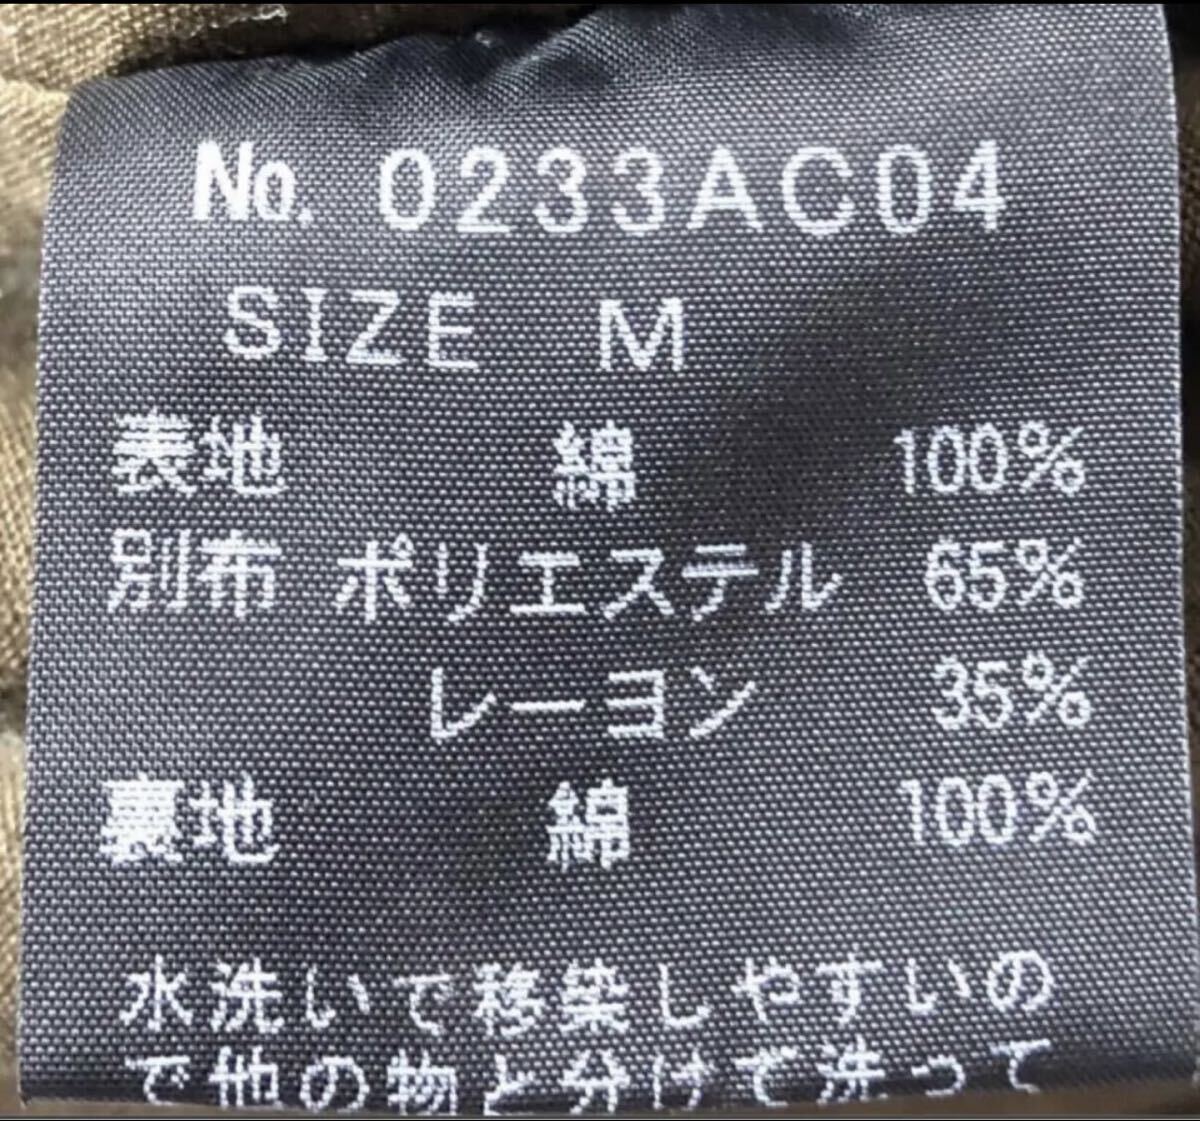 No. 0233AC04
SIZE M
表地 綿 100%
別布 ポリエステル 65%
レーヨン 35%
裏地 綿 100%
水洗いで移染しやすいの
で他の物と分けて洗って